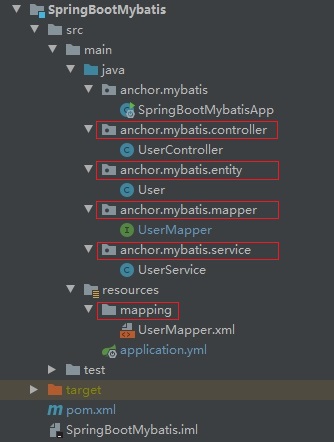 SpringBootMybatis
src
main
java
anchor.mybatis
SpringBootMybatisApp
anchor.mybatis.controller
UserController
anchor.mybatis.entity
User
anchor.mybatis.mapper
UserMapper
anchor.mybatis.service
UserService
resources
mapping
UserMapper.xml
application.yml
test
target
pom.xml
SpringBootMybatis.iml